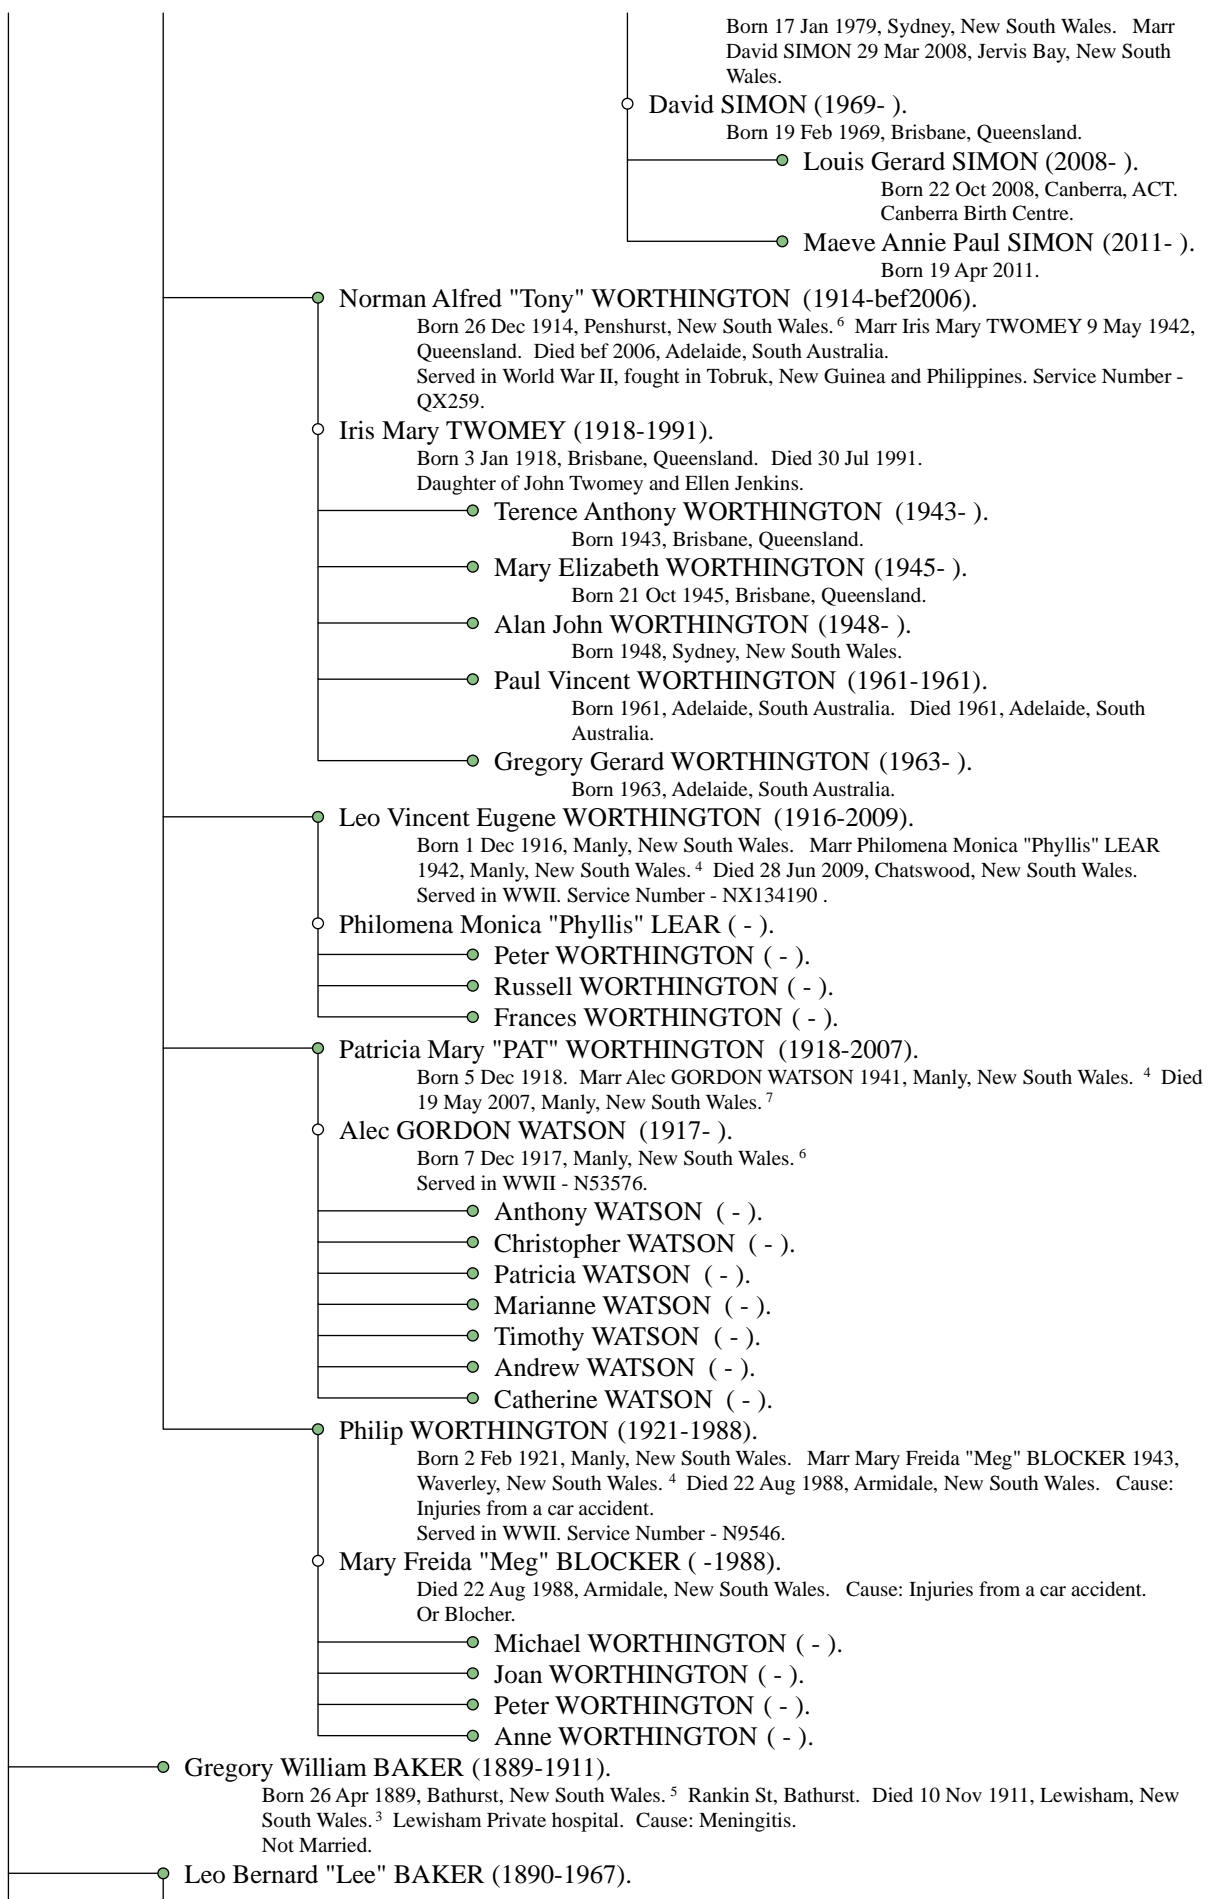 Born 17 Jan 1979, Sydney, New South Wales. Marr
David SIMON 29 Mar 2008, Jervis Bay, New South
Wales.
David SIMON (1969- ).
Born 19 Feb 1969, Brisbane, Queensland.
Louis Gerard SIMON (2008- ).
Born 22 Oct 2008, Canberra, ACT.
Canberra Birth Centre.
Maeve Annie Paul SIMON (2011- ).
Born 19 Apr 2011.
Norman Alfred "Tony" WORTHINGTON (1914-bef2006).
Born 26 Dec 1914, Penshurst, New South Wales. 6 Marr Iris Mary TWOMEY 9 May 1942,
Queensland. Died bef 2006, Adelaide, South Australia.
Served in World War II, fought in Tobruk, New Guinea and Philippines. Service Number -
QX259.
Iris Mary TWOMEY (1918-1991).
Born 3 Jan 1918, Brisbane, Queensland. Died 30 Jul 1991.
Daughter of John Twomey and Ellen Jenkins.
Terence Anthony WORTHINGTON (1943- ).
Born 1943, Brisbane, Queensland.
Mary Elizabeth WORTHINGTON (1945- ).
Born 21 Oct 1945, Brisbane, Queensland.
Alan John WORTHINGTON (1948- ).
Born 1948, Sydney, New South Wales.
Paul Vincent WORTHINGTON (1961-1961).
Born 1961, Adelaide, South Australia. Died 1961, Adelaide, South
Australia.
Gregory Gerard WORTHINGTON (1963- ).
Born 1963, Adelaide, South Australia.
Leo Vincent Eugene WORTHINGTON (1916-2009).
Born 1 Dec 1916, Manly, New South Wales. Marr Philomena Monica "Phyllis" LEAR
1942, Manly, New South Wales. 4 Died 28 Jun 2009, Chatswood, New South Wales.
Served in WWII. Service Number - NX134190 .
Philomena Monica "Phyllis" LEAR ( - ).
Peter WORTHINGTON ( - ).
Russell WORTHINGTON ( - ).
Frances WORTHINGTON ( - ).
Patricia Mary "PAT" WORTHINGTON (1918-2007).
Born 5 Dec 1918. Marr Alec GORDON WATSON 1941, Manly, New South Wales. 4 Died
19 May 2007, Manly, New South Wales. 7
Alec GORDON WATSON (1917- ).
Born 7 Dec 1917, Manly, New South Wales. 6
Served in WWII - N53576.
Anthony WATSON ( - ).
Christopher WATSON ( - ).
Patricia WATSON ( - ).
Marianne WATSON ( - ).
Timothy WATSON ( - ).
Andrew WATSON ( - ).
Catherine WATSON ( - ).
Philip WORTHINGTON (1921-1988).
Born 2 Feb 1921, Manly, New South Wales. Marr Mary Freida "Meg" BLOCKER 1943,
Waverley, New South Wales. 4 Died 22 Aug 1988, Armidale, New South Wales. Cause:
Injuries from a car accident.
Served in WWII. Service Number - N9546.
Mary Freida "Meg" BLOCKER ( -1988).
Died 22 Aug 1988, Armidale, New South Wales. Cause: Injuries from a car accident.
Or Blocher.
Michael WORTHINGTON ( - ).
Joan WORTHINGTON ( - ).
Peter WORTHINGTON ( - ).
Anne WORTHINGTON ( - ).
Gregory William BAKER (1889-1911).
Born 26 Apr 1889, Bathurst, New South Wales. 5 Rankin St, Bathurst. Died 10 Nov 1911, Lewisham, New
South Wales. 3 Lewisham Private hospital. Cause: Meningitis.
Not Married.
Leo Bernard "Lee" BAKER (1890-1967).